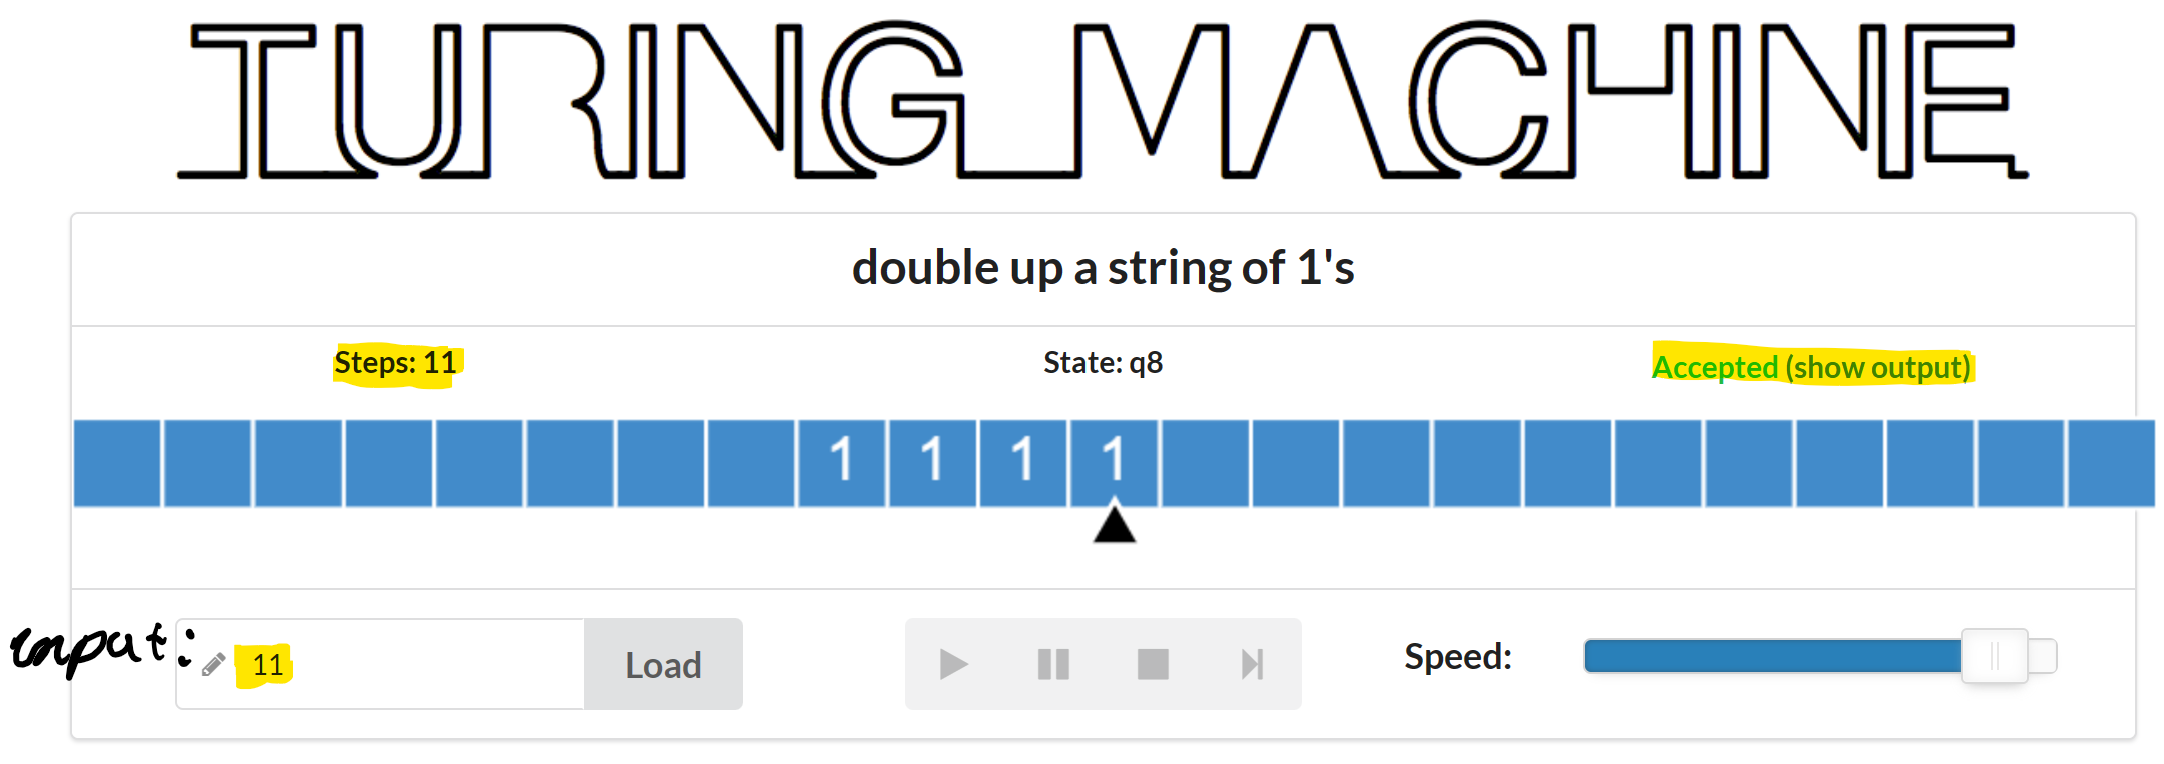 TURING MACHINE
double up a string of 1's
Steps: 11 State: q8 Accepted (show output)
1 1 1 1
input: 11 Load Speed: